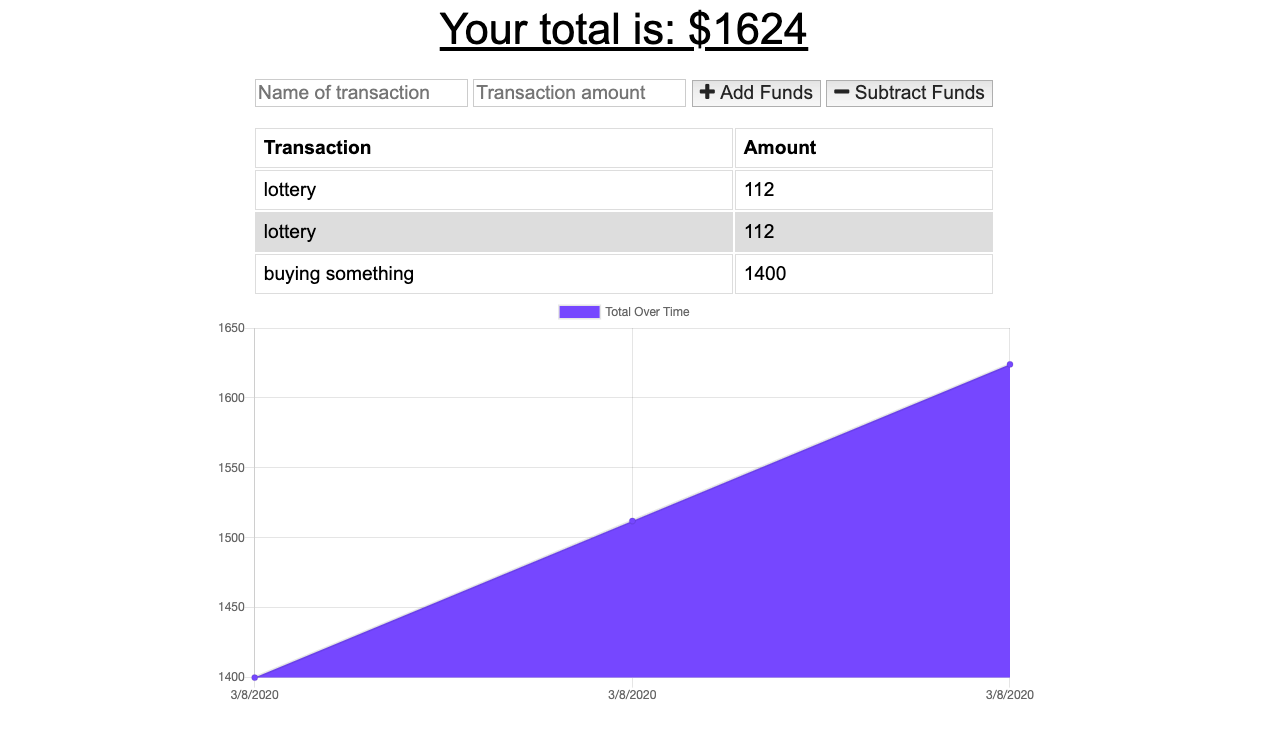 Your total is: $1624
Name of transaction Transaction amount Add Funds Subtract Funds
Transaction Amount
lottery 112
lottery 112
buying something 1400
Total Over Time
1650
1600
1550
1500
1450
1400
3/8/2020 3/8/2020 3/8/2020